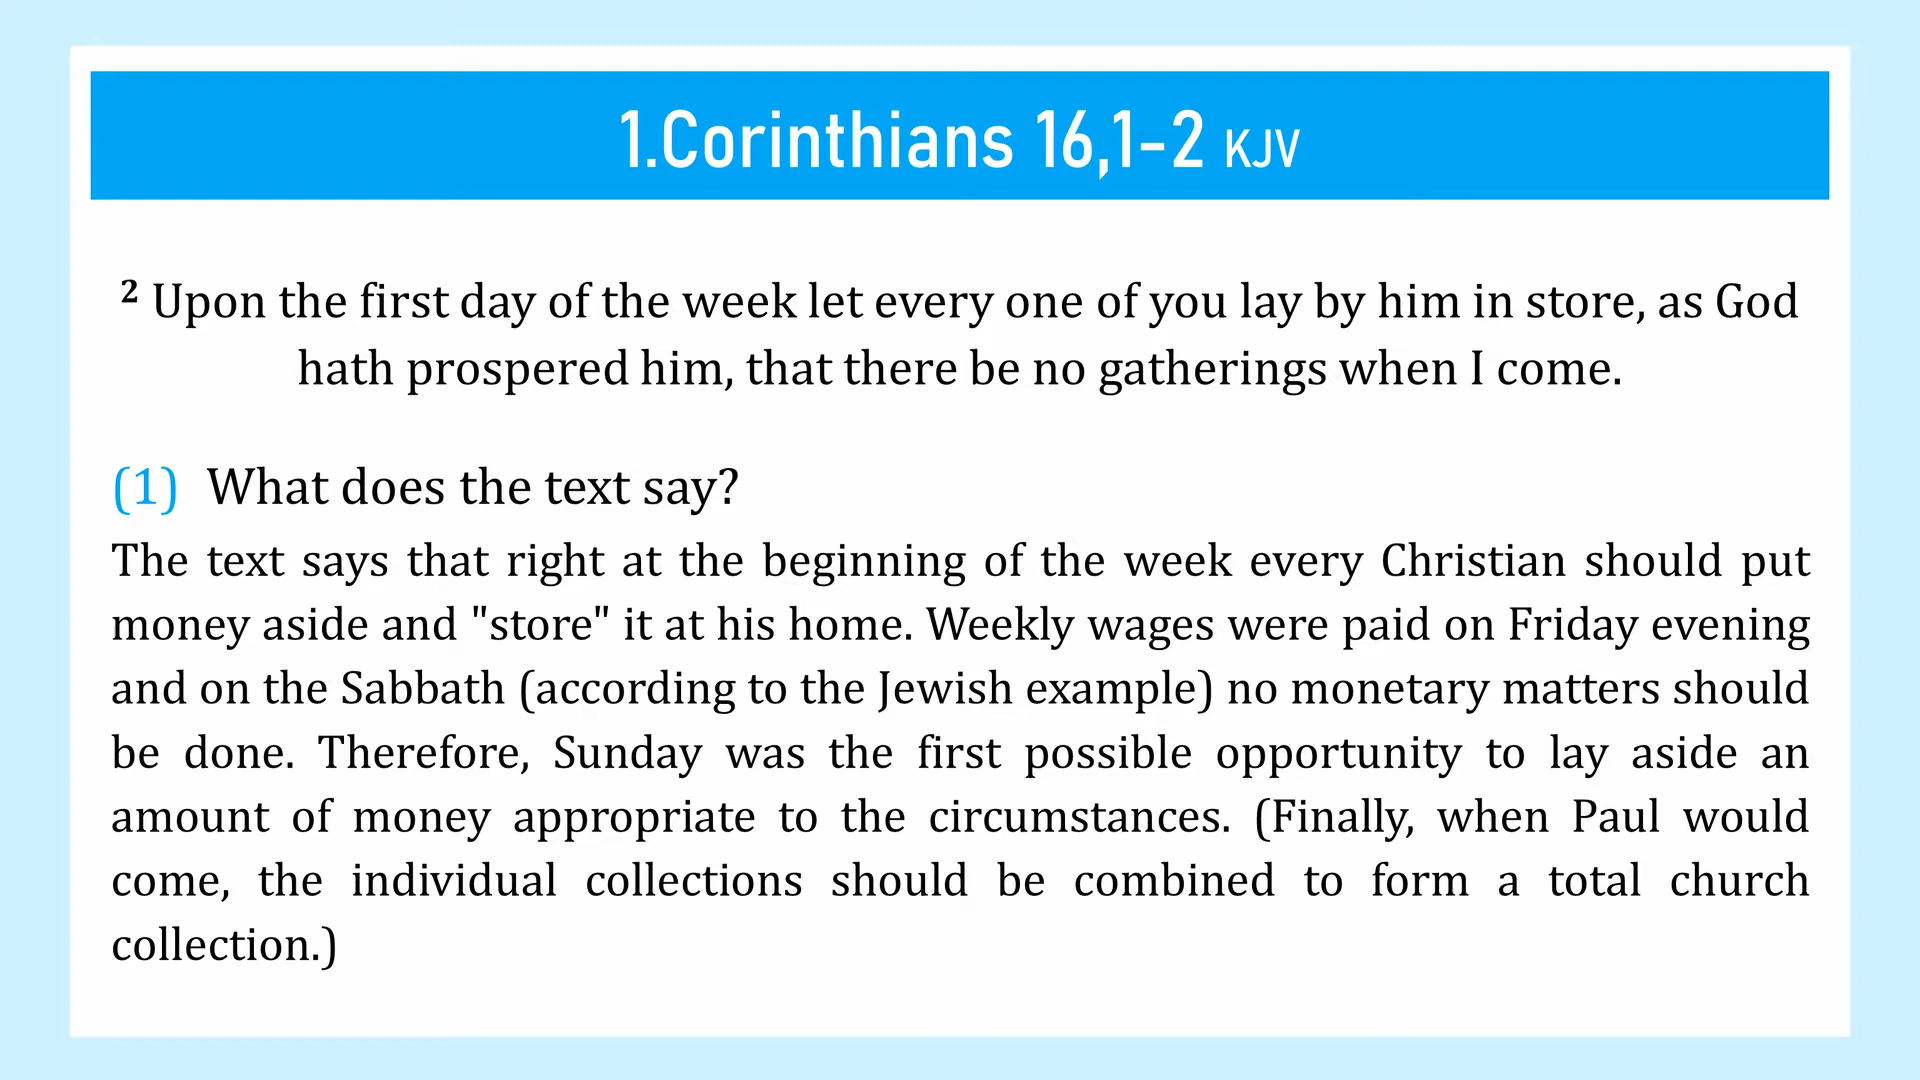 1.Corinthians 16,1-2 KJV
² Upon the first day of the week let every one of you lay by him in store, as God
hath prospered him, that there be no gatherings when I come.
(1) What does the text say?
The text says that right at the beginning of the week every Christian should put
money aside and "store" it at his home. Weekly wages were paid on Friday evening
and on the Sabbath (according to the Jewish example) no monetary matters should
be done. Therefore, Sunday was the first possible opportunity to lay aside an
amount of money appropriate to the circumstances. (Finally, when Paul would
come, the individual collections should be combined to form a total church
collection.)